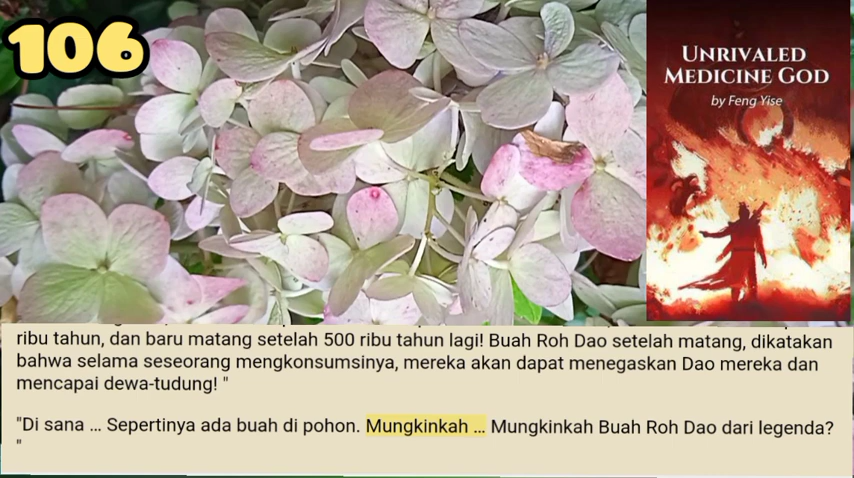 106
UNRIVALED
MEDICINE GOD
by Feng Yise
ribu tahun, dan baru matang setelah 500 ribu tahun lagi! Buah Roh Dao setelah matang, dikatakan
bahwa selama seseorang mengkonsumsinya, mereka akan dapat menegaskan Dao mereka dan
mencapai dewa-tudung! "
"Di sana ... Sepertinya ada buah di pohon. Mungkinkah ... Mungkinkah Buah Roh Dao dari legenda?
"